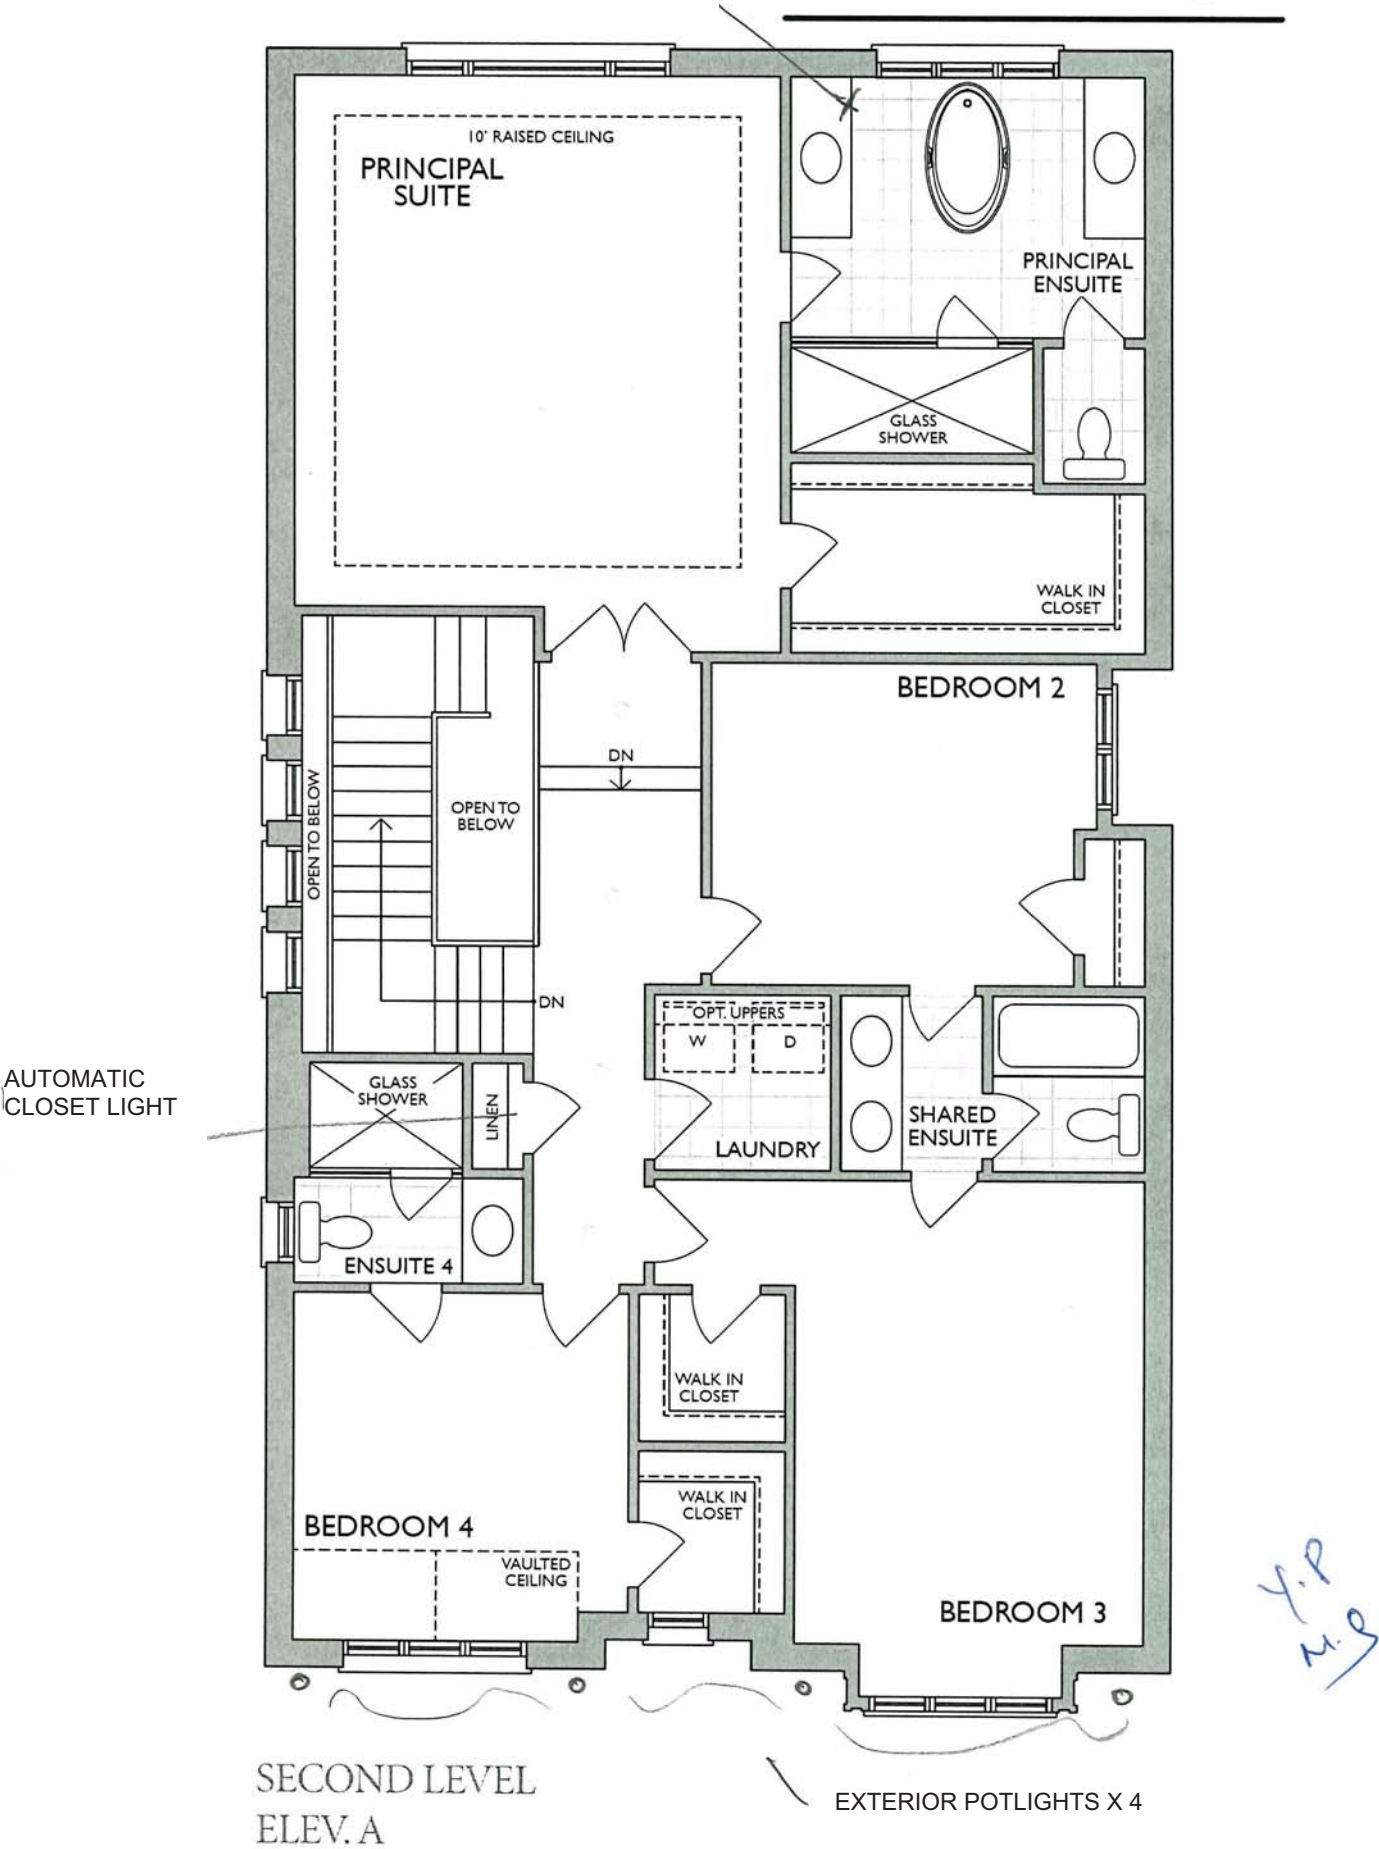 10' RAISED CEILING
PRINCIPAL
SUITE
PRINCIPAL
ENSUITE
GLASS
SHOWER
WALK IN
CLOSET
BEDROOM 2
DN
OPEN TO BELOW
OPEN TO
BELOW
DN
OPT. UPPERS
W D
AUTOMATIC
CLOSET LIGHT
GLASS
SHOWER
LINEN
LAUNDRY
SHARED
ENSUITE
ENSUITE 4
WALK IN
CLOSET
WALK IN
CLOSET
BEDROOM 4
VAULTED
CEILING
BEDROOM 3
Y.P
M.S
SECOND LEVEL
ELEV. A
EXTERIOR POTLIGHTS X 4